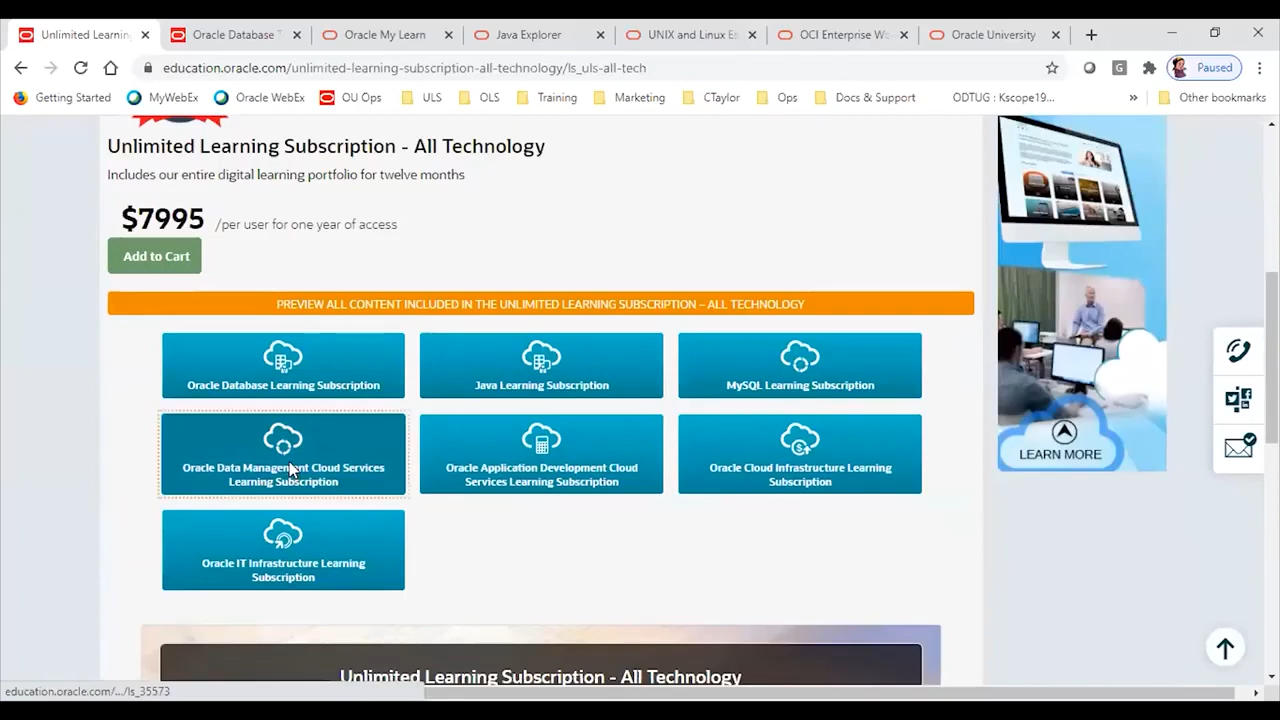 Unlimited Learnin
Oracle Database T
Oracle My Learn
Java Explorer
UNIX and Linux Es
OCI Enterprise Wo
Oracle University
education.oracle.com/unlimited-learning-subscription-all-technology/ls_uls-all-tech
Paused
Getting Started
MyWebEx
Oracle WebEx
OU Ops
ULS
OLS
Training
Marketing
CTaylor
Ops
Docs & Support
ODTUG : Kscope19...
»
Other bookmarks
Unlimited Learning Subscription - All Technology
Includes our entire digital learning portfolio for twelve months
$7995 /per user for one year of access
Add to Cart
PREVIEW ALL CONTENT INCLUDED IN THE UNLIMITED LEARNING SUBSCRIPTION – ALL TECHNOLOGY
Oracle Database Learning Subscription
Java Learning Subscription
MySQL Learning Subscription
Oracle Data Management Cloud Services
Learning Subscription
Oracle Application Development Cloud
Services Learning Subscription
Oracle Cloud Infrastructure Learning
Subscription
Oracle IT Infrastructure Learning
Subscription
LEARN MORE
Unlimited Learning Subscription - All Technology
education.oracle.com/.../ls_35573